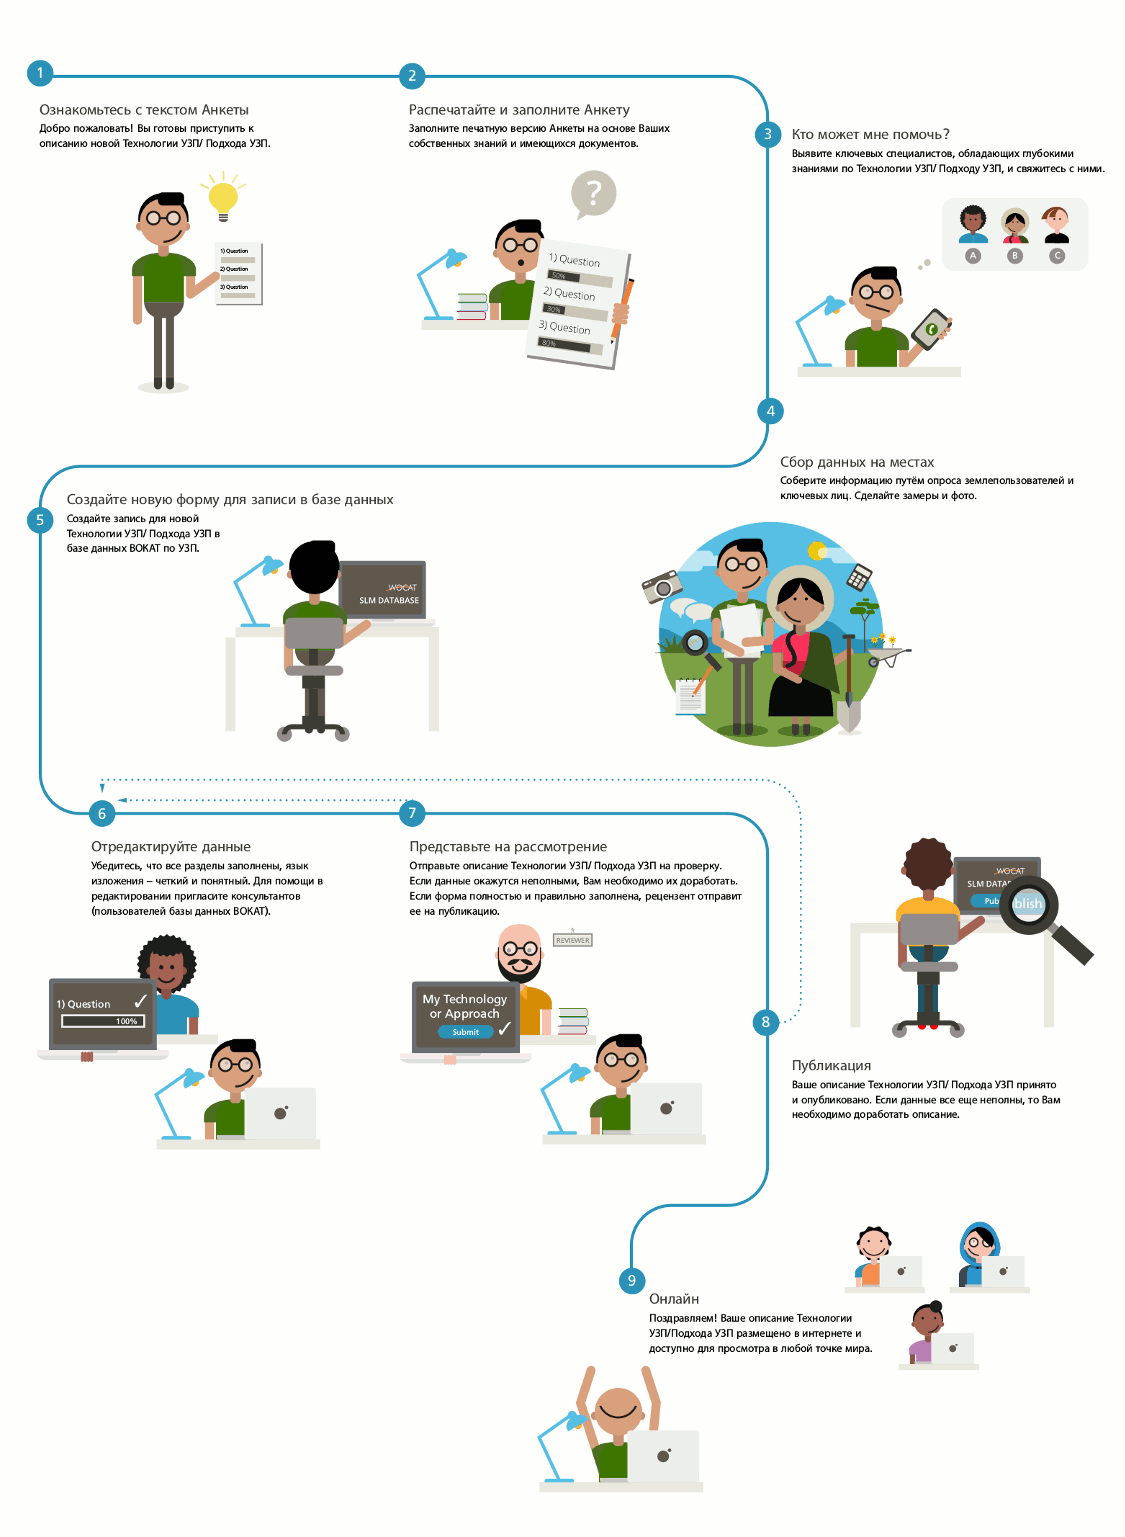 1
Ознакомьтесь с текстом Анкеты
Добро пожаловать! Вы готовы приступить к
описанию новой Технологии УЗП/ Подхода УЗП.
1) Question
2) Question
3) Question
2
Распечатайте и заполните Анкету
Заполните печатную версию Анкеты на основе Ваших
собственных знаний и имеющихся документов.
?
1) Question
50%
2) Question
30%
3) Question
80%
3
Кто может мне помочь?
Выявите ключевых специалистов, обладающих глубокими
знаниями по Технологии УЗП/ Подходу УЗП, и свяжитесь с ними.
A B C
4
Сбор данных на местах
Соберите информацию путём опроса землепользователей и
ключевых лиц. Сделайте замеры и фото.
5
Создайте новую форму для записи в базе данных
Создайте запись для новой
Технологии УЗП/ Подхода УЗП в
базе данных ВОКАТ по УЗП.
WOCAT
SLM DATABASE
6
Отредактируйте данные
Убедитесь, что все разделы заполнены, язык
изложения – четкий и понятный. Для помощи в
редактировании пригласите консультантов
(пользователей базы данных ВОКАТ).
1) Question
100%
7
Представьте на рассмотрение
Отправьте описание Технологии УЗП/ Подхода УЗП на проверку.
Если данные окажутся неполными, Вам необходимо их доработать.
Если форма полностью и правильно заполнена, рецензент отправит
ее на публикацию.
REVIEWER
My Technology
or Approach
Submit
8
WOCAT
SLM DATAB
Publish
Публикация
Ваше описание Технологии УЗП/ Подхода УЗП принято
и опубликовано. Если данные все еще неполны, то Вам
необходимо доработать описание.
9
Онлайн
Поздравляем! Ваше описание Технологии
УЗП/Подхода УЗП размещено в интернете и
доступно для просмотра в любой точке мира.